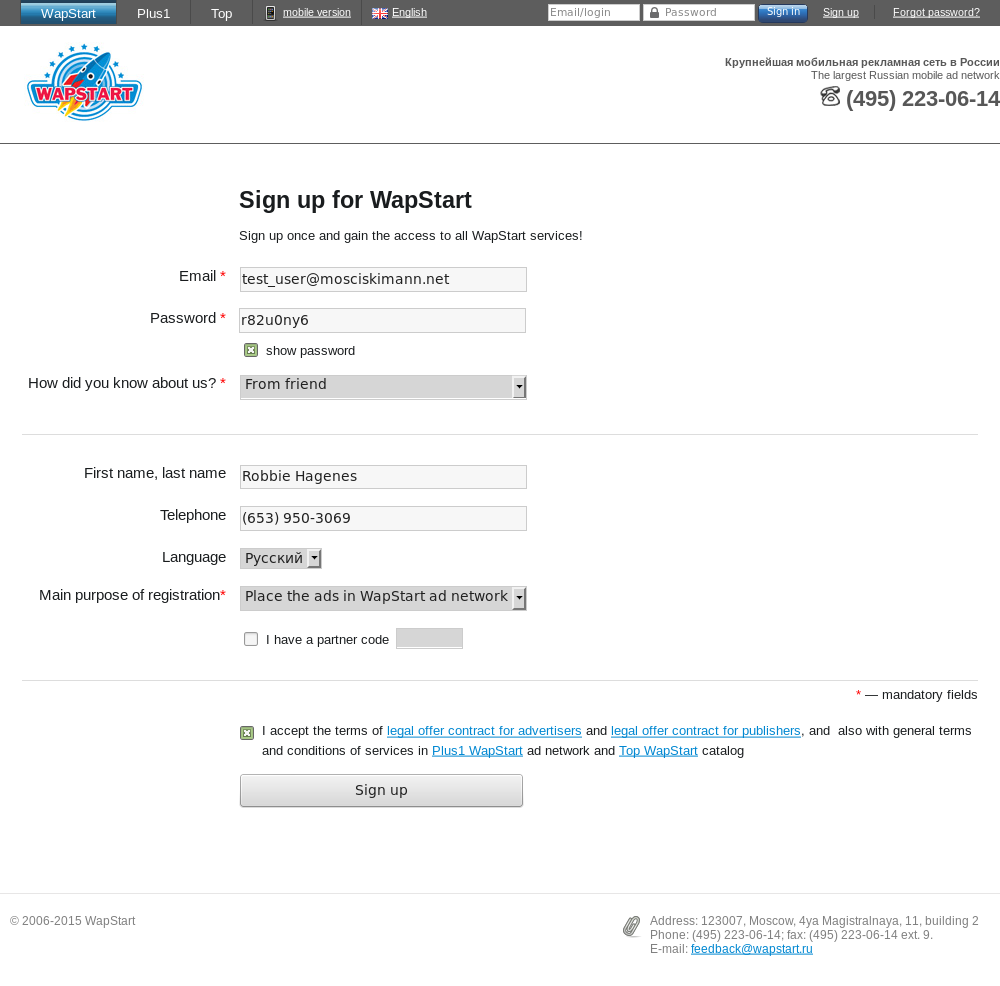 WapStart Plus1 Top mobile version English Email/login Password Sign in Sign up Forgot password?
WAPSTART
Крупнейшая мобильная рекламная сеть в России
The largest Russian mobile ad network
(495) 223-06-14
Sign up for WapStart
Sign up once and gain the access to all WapStart services!
Email * test_user@mosciskimann.net
Password * r82u0ny6
show password
How did you know about us? * From friend
First name, last name Robbie Hagenes
Telephone (653) 950-3069
Language Русский
Main purpose of registration* Place the ads in WapStart ad network
I have a partner code
* — mandatory fields
I accept the terms of legal offer contract for advertisers and legal offer contract for publishers, and also with general terms
and conditions of services in Plus1 WapStart ad network and Top WapStart catalog
Sign up
© 2006-2015 WapStart
Address: 123007, Moscow, 4ya Magistralnaya, 11, building 2
Phone: (495) 223-06-14; fax: (495) 223-06-14 ext. 9.
E-mail: feedback@wapstart.ru